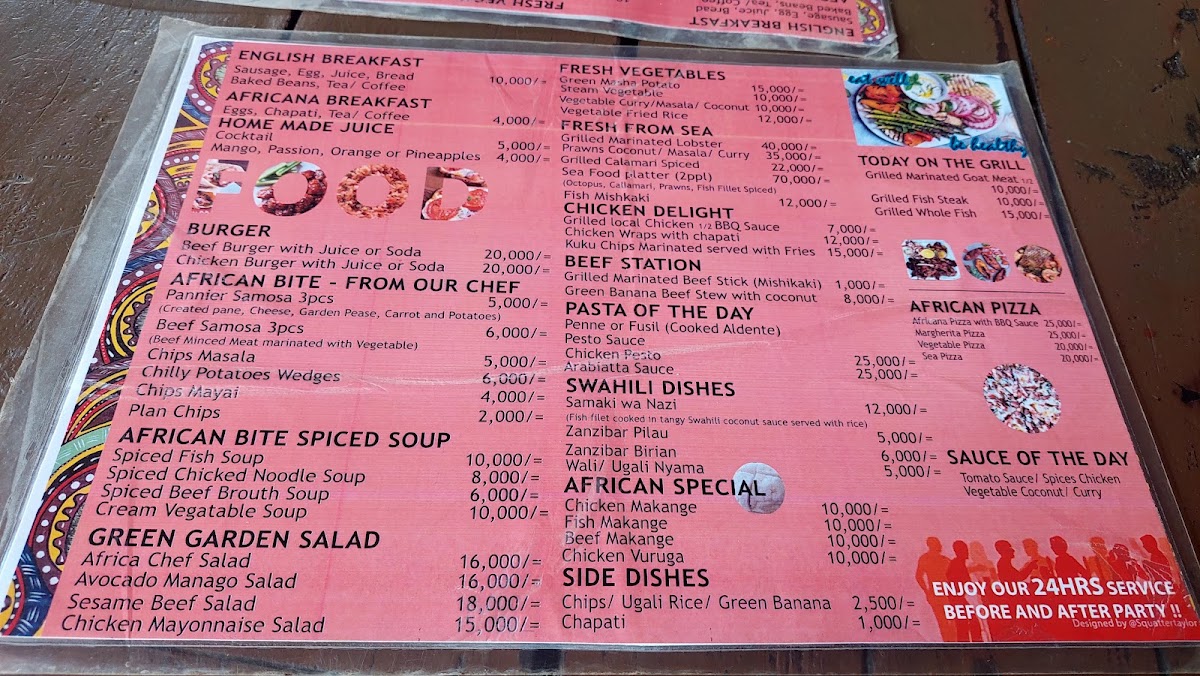 FRESH VEG
ENGLISH BREAKFAST
Sausage, Egg, Juice, Bread
Baked Beans, Tea/ Coffee
ENGLISH BREAKFAST
Sausage, Egg, Juice, Bread
Baked Beans, Tea/ Coffee 10,000/=
AFRICANA BREAKFAST
Eggs, Chapati, Tea/ Coffee 4,000/=
HOME MADE JUICE
Cocktail 5,000/=
Mango, Passion, Orange or Pineapples 4,000/=
FOOD
BURGER
Beef Burger with Juice or Soda 20,000/=
Chicken Burger with Juice or Soda 20,000/=
AFRICAN BITE - FROM OUR CHEF
Pannier Samosa 3pcs 5,000/=
(Created pane, Cheese, Garden Pease, Carrot and Potatoes)
Beef Samosa 3pcs 6,000/=
(Beef Minced Meat marinated with Vegetable)
Chips Masala 5,000/=
Chilly Potatoes Wedges 6,000/=
Chips Mayai 4,000/=
Plan Chips 2,000/=
AFRICAN BITE SPICED SOUP
Spiced Fish Soup 10,000/=
Spiced Chicked Noodle Soup 8,000/=
Spiced Beef Brouth Soup 6,000/=
Cream Vegatable Soup 10,000/=
GREEN GARDEN SALAD
Africa Chef Salad 16,000/=
Avocado Manago Salad 16,000/=
Sesame Beef Salad 18,000/=
Chicken Mayonnaise Salad 15,000/=
FRESH VEGETABLES
Green Masha Potato 15,000/=
Steam Vegetable 10,000/=
Vegetable Curry/Masala/ Coconut 10,000/=
Vegetable Fried Rice 12,000/=
FRESH FROM SEA
Grilled Marinated Lobster 40,000/=
Prawns Coconut/ Masala/ Curry 35,000/=
Grilled Calamari Spiced 22,000/=
Sea Food platter (2ppl) 70,000/=
(Octopus, Callamari, Prawns, Fish Fillet Spiced)
Fish Mishkaki 12,000/=
CHICKEN DELIGHT
Grilled local Chicken 1/2 BBQ Sauce 7,000/=
Chicken Wraps with chapati 12,000/=
Kuku Chips Marinated served with Fries 15,000/=
BEEF STATION
Grilled Marinated Beef Stick (Mishikaki) 1,000/=
Green Banana Beef Stew with coconut 8,000/=
PASTA OF THE DAY
Penne or Fusil (Cooked Aldente)
Pesto Sauce
Chicken Pesto 25,000/=
Arabiatta Sauce 25,000/=
SWAHILI DISHES
Samaki wa Nazi 12,000/=
(Fish filet cooked in tangy Swahili coconut sauce served with rice)
Zanzibar Pilau 5,000/=
Zanzibar Birian 6,000/=
Wali/ Ugali Nyama 5,000/=
AFRICAN SPECIAL
Chicken Makange 10,000/=
Fish Makange 10,000/=
Beef Makange 10,000/=
Chicken Vuruga 10,000/=
SIDE DISHES
Chips/ Ugali Rice/ Green Banana 2,500/=
Chapati 1,000/=
eat well &
be healthy
TODAY ON THE GRILL
Grilled Marinated Goat Meat 1/2
10,000/=
Grilled Fish Steak 10,000/=
Grilled Whole Fish 15,000/=
AFRICAN PIZZA
Africana Pizza with BBQ Sauce 25,000/=
Margherita Pizza 25,000/=
Vegetable Pizza 20,000/=
Sea Pizza 20,000/=
SAUCE OF THE DAY
Tomato Sauce/ Spices Chicken
Vegetable Coconut/ Curry
ENJOY OUR 24HRS SERVICE
BEFORE AND AFTER PARTY !!
Designed by @Squattertaylor